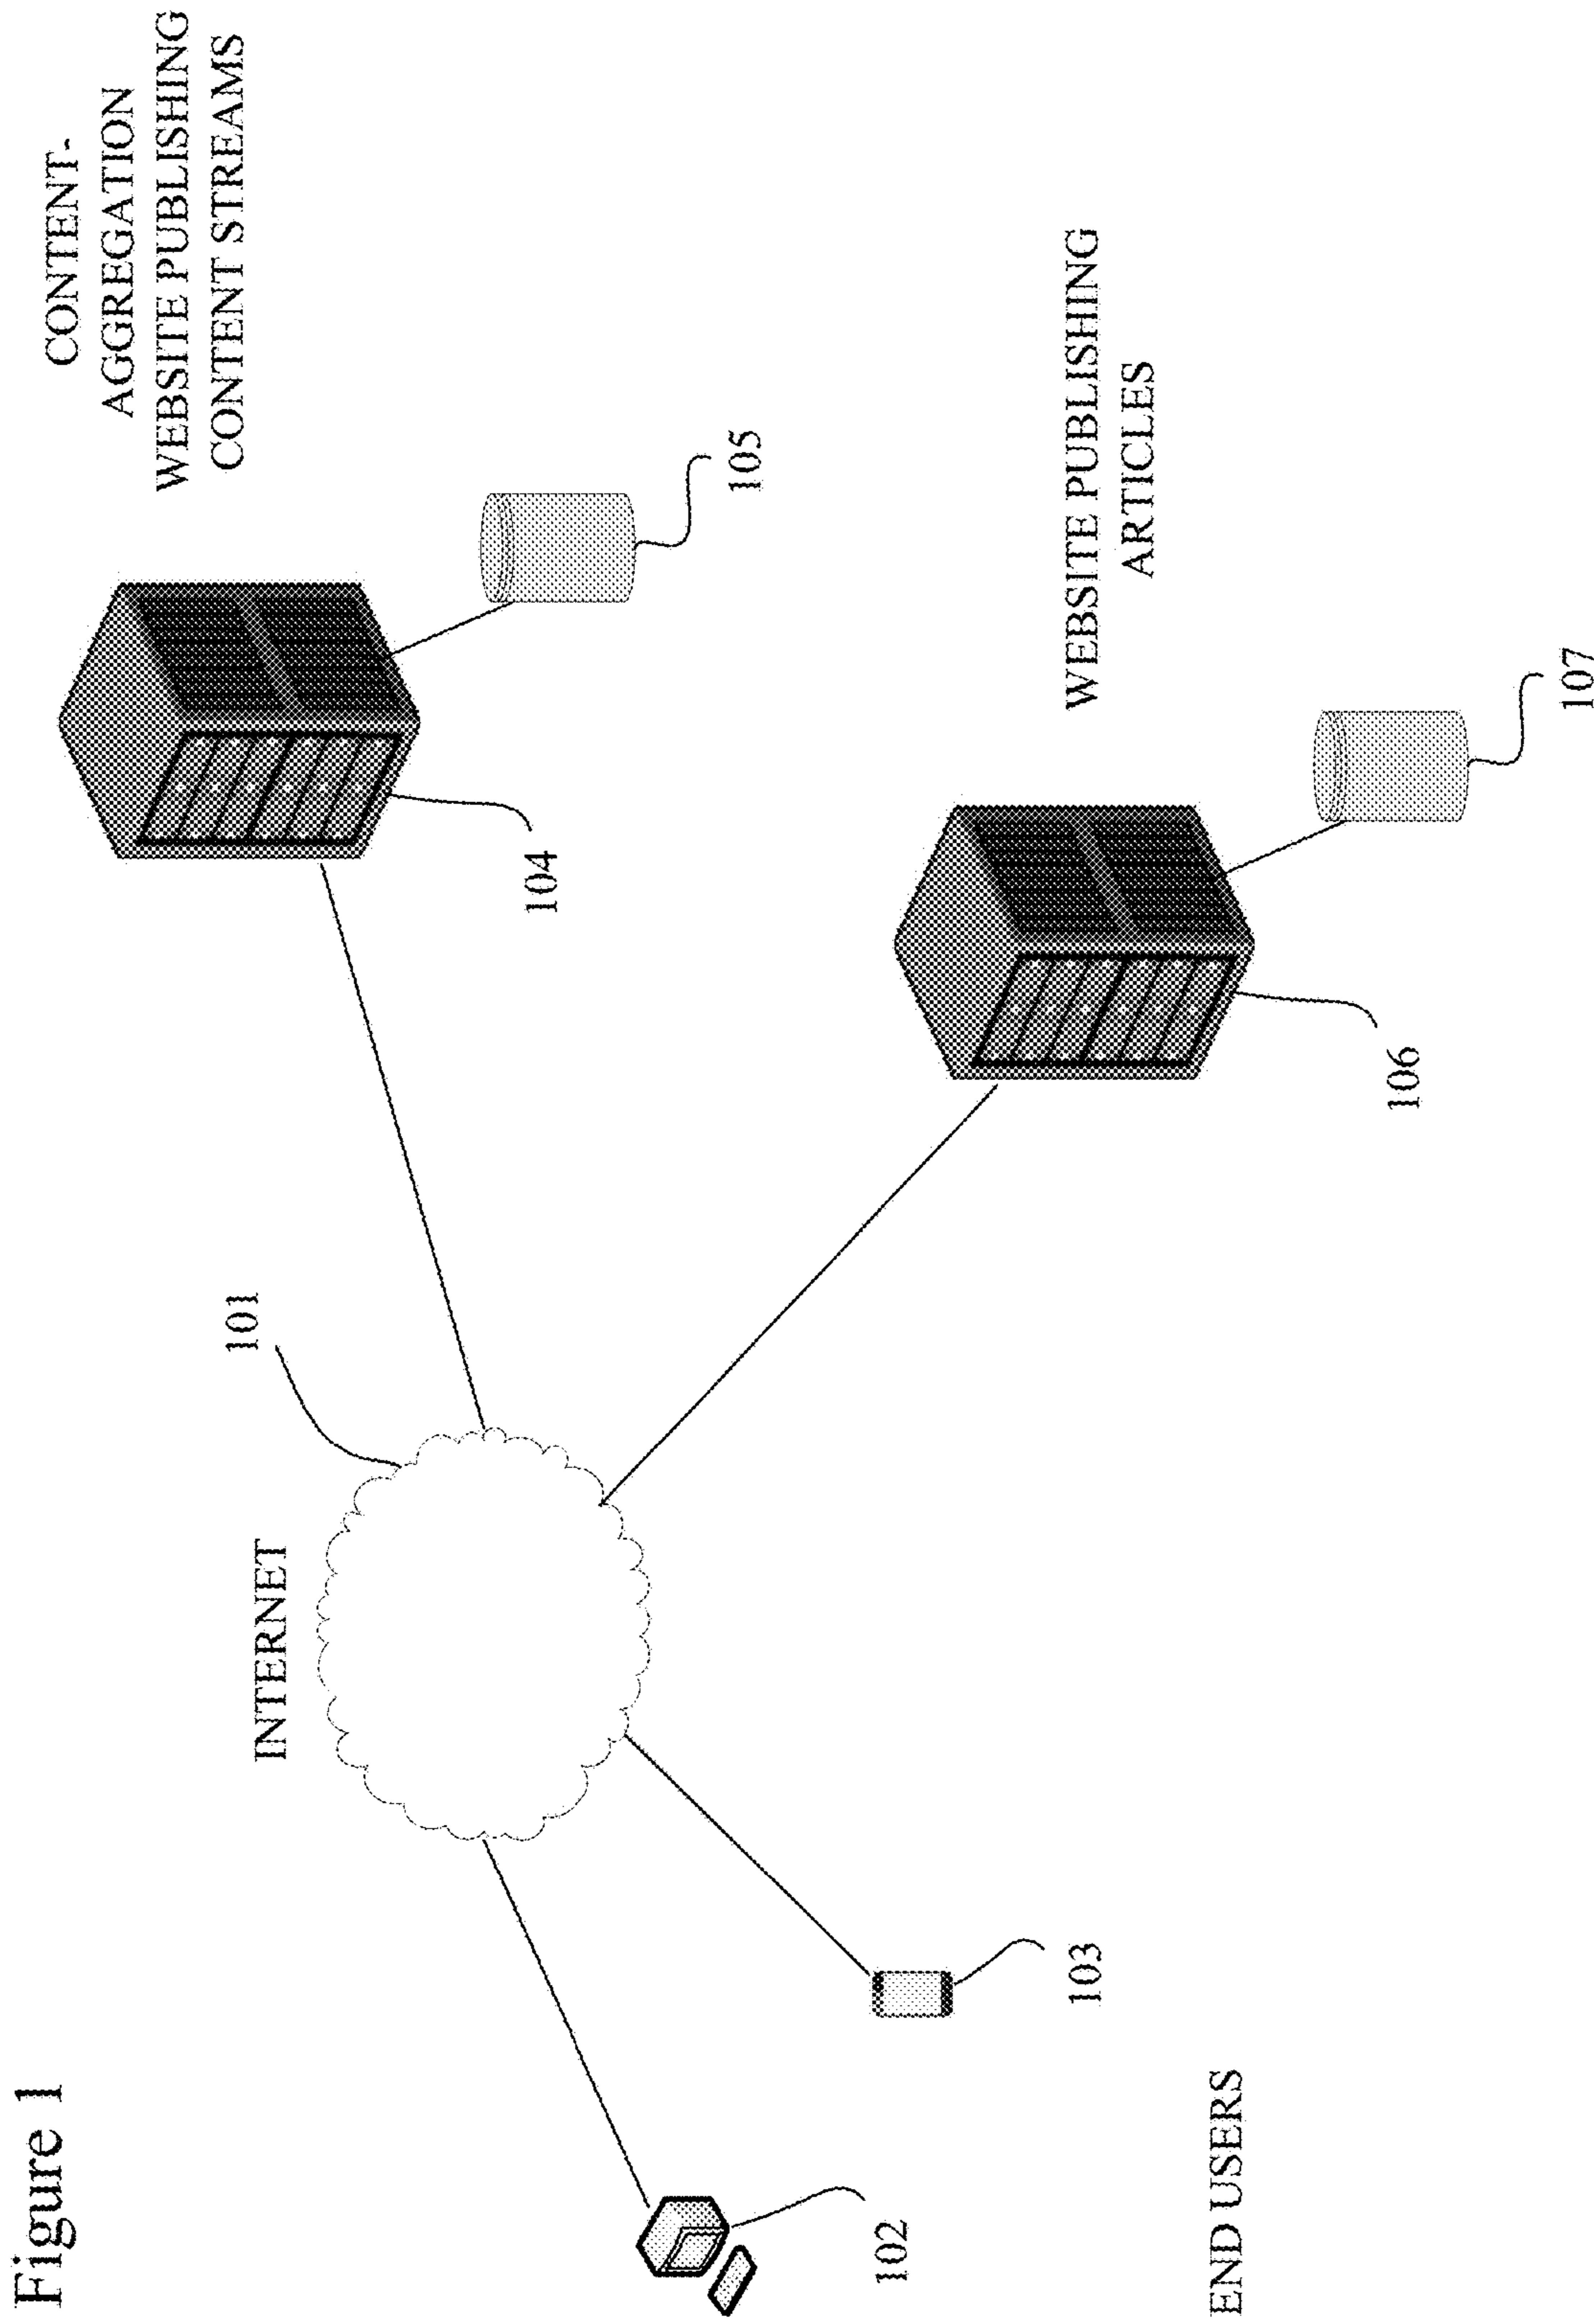 Figure 1
CONTENT-
AGGREGATION
WEBSITE PUBLISHING
CONTENT STREAMS
INTERNET
101
104
105
WEBSITE PUBLISHING
ARTICLES
102
103
106
107
END USERS